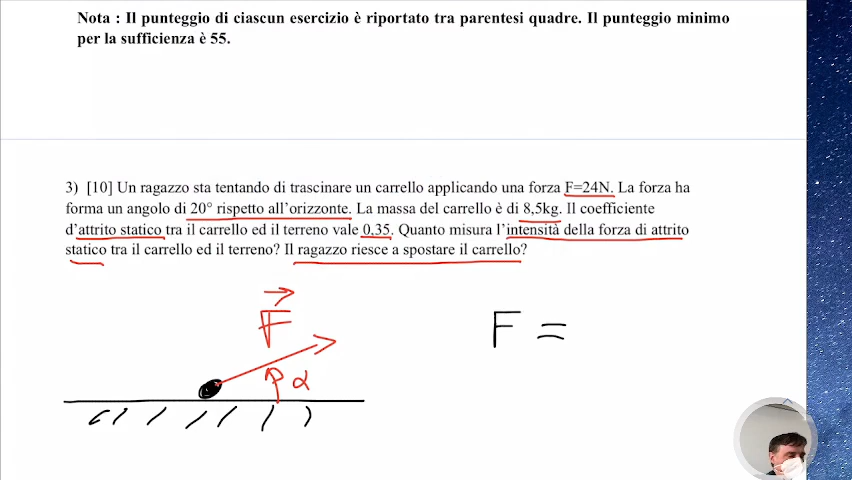 Nota : Il punteggio di ciascun esercizio è riportato tra parentesi quadre. Il punteggio minimo
per la sufficienza è 55.
3) [10] Un ragazzo sta tentando di trascinare un carrello applicando una forza F=24N. La forza ha
forma un angolo di 20° rispetto all'orizzonte. La massa del carrello è di 8,5kg. Il coefficiente
d'attrito statico tra il carrello ed il terreno vale 0,35. Quanto misura l'intensità della forza di attrito
statico tra il carrello ed il terreno? Il ragazzo riesce a spostare il carrello?
F
F =
α